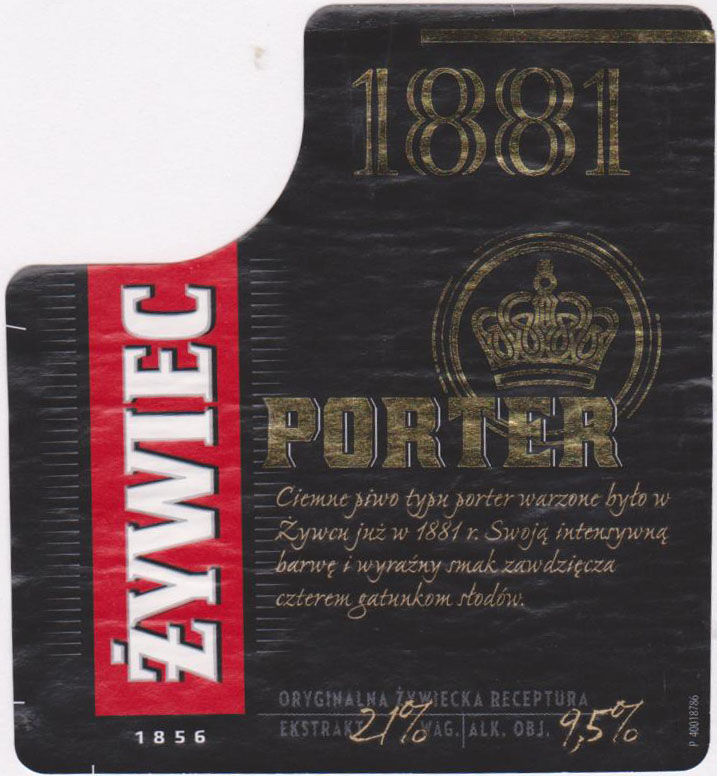 1881
ŻYWIEC
PORTER
Ciemne piwo typu porter warzone było w
Żywcu już w 1881 r. Swoją intensywną
barwę i wyraźny smak zawdzięcza
czterem gatunkom słodów.
ORYGINALNA ŻYWIECKA RECEPTURA
EKSTRAKT 21% WAG. ALK. OBJ. 9,5%
1856
P 40018786